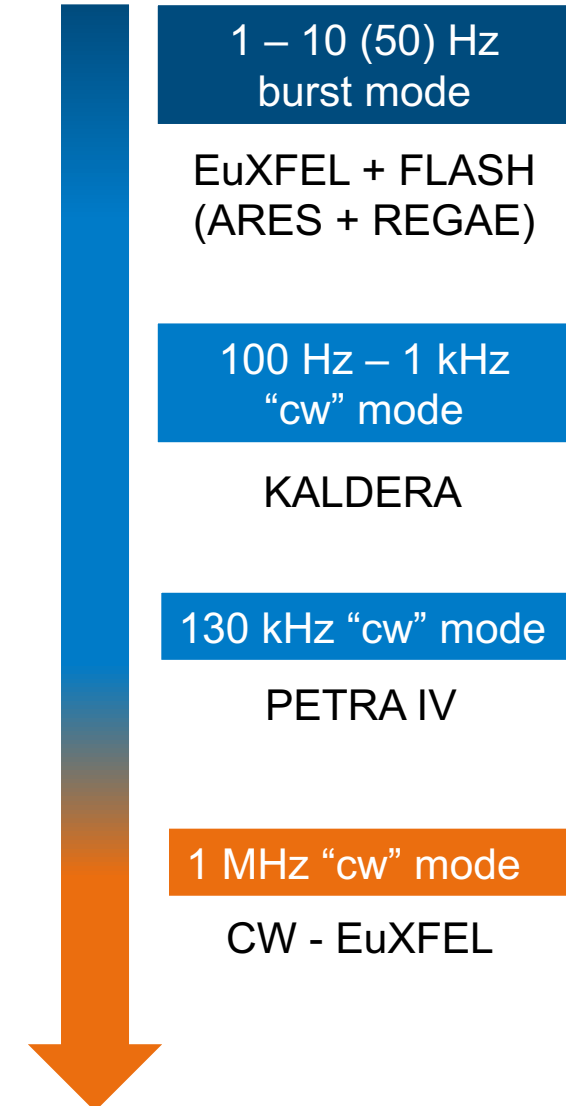 1 – 10 (50) Hz
burst mode
EuXFEL + FLASH
(ARES + REGAE)
100 Hz – 1 kHz
“cw” mode
KALDERA
130 kHz “cw” mode
PETRA IV
1 MHz “cw” mode
CW - EuXFEL